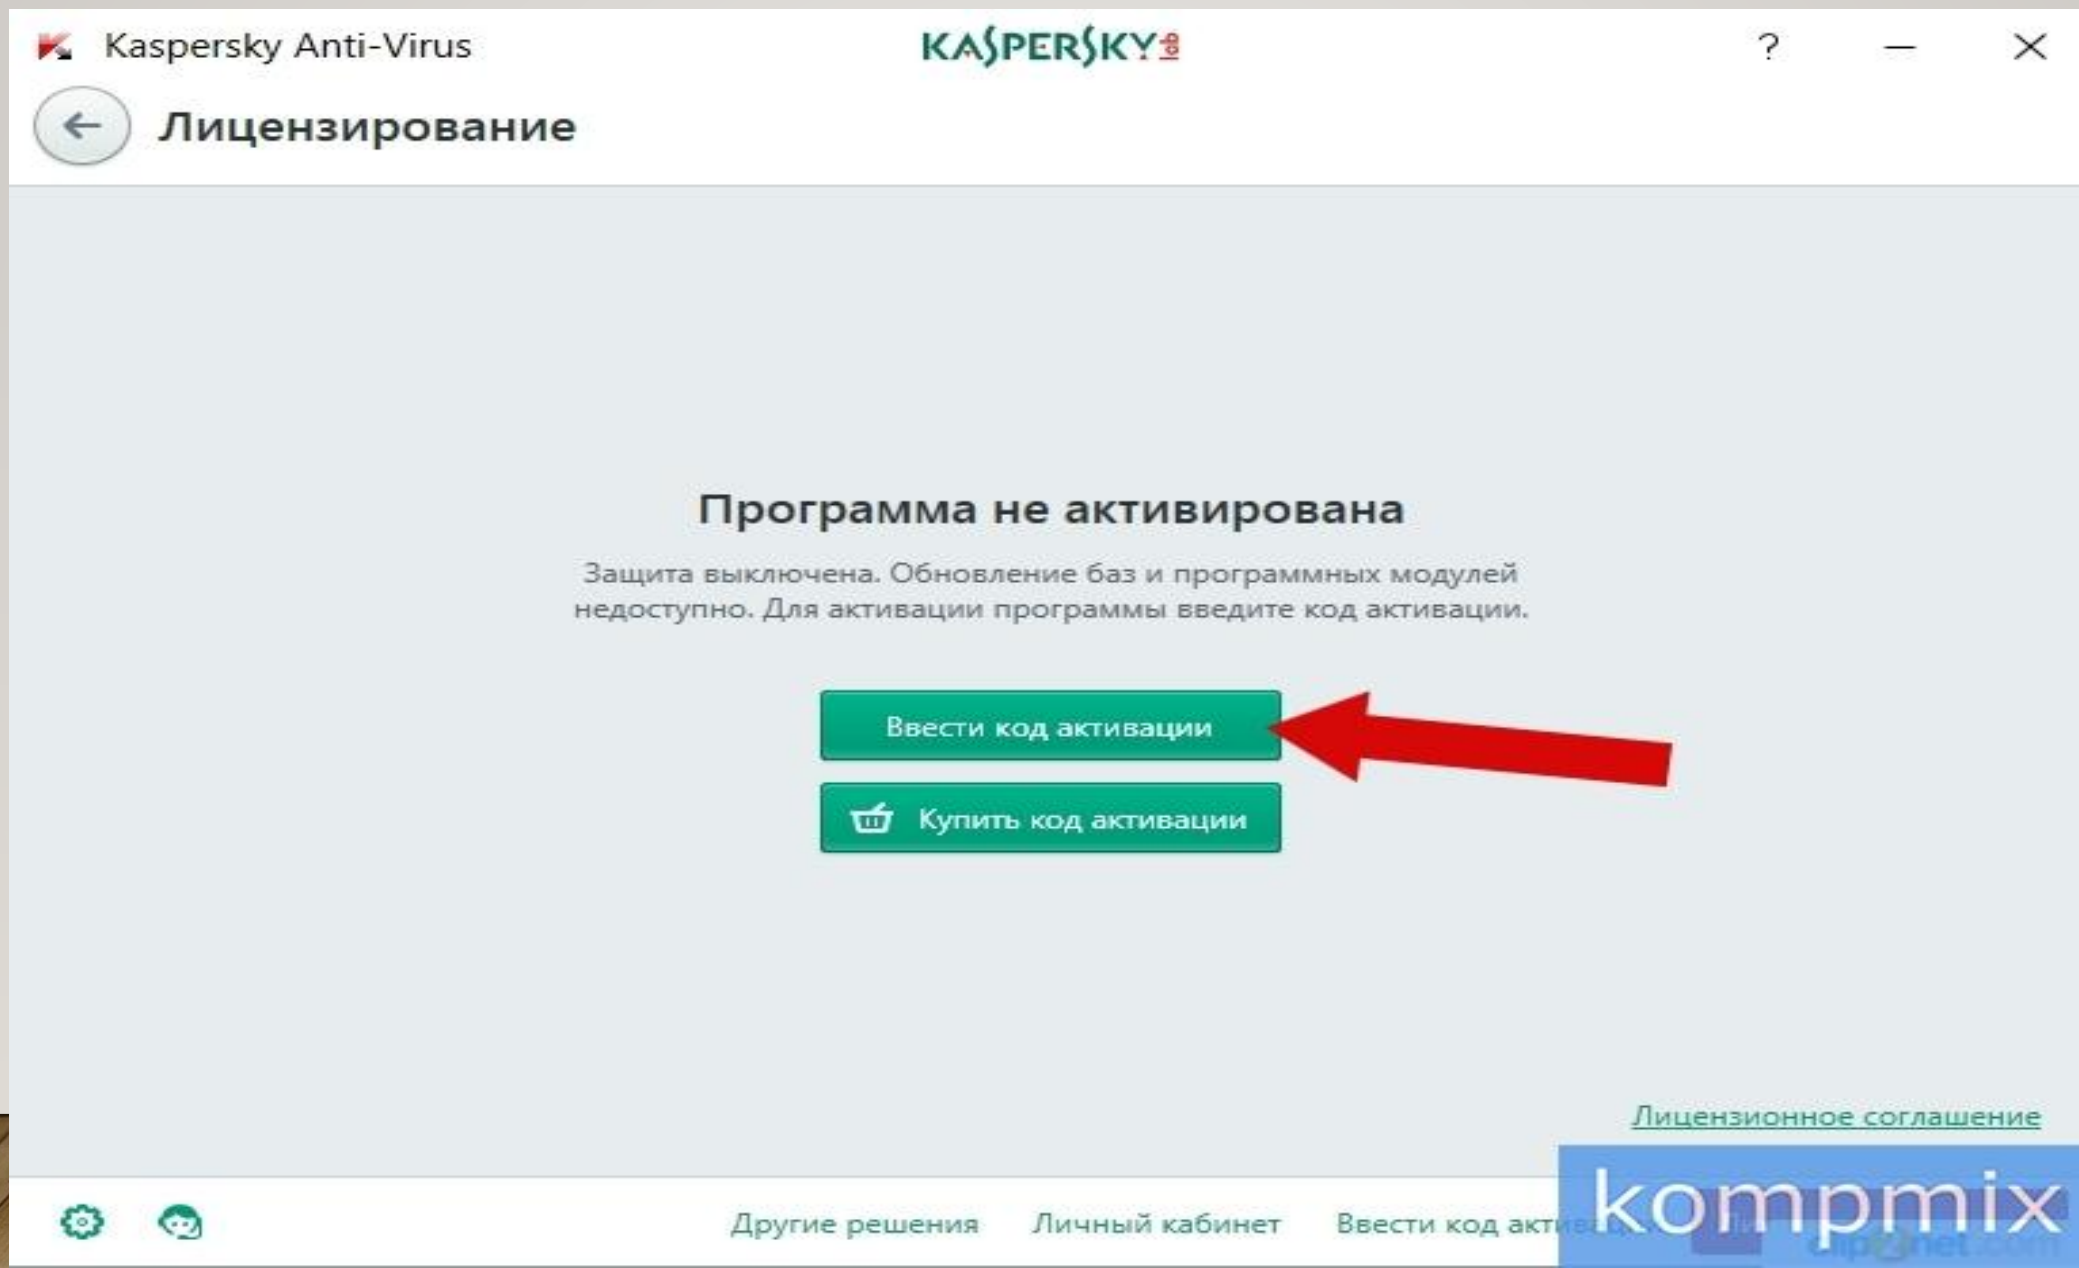 Kaspersky Anti-Virus
KASPERSKY lab
?
Лицензирование
Программа не активирована
Защита выключена. Обновление баз и программных модулей
недоступно. Для активации программы введите код активации.
Ввести код активации
Купить код активации
Лицензионное соглашение
Другие решения
Личный кабинет
Ввести код
kompmix